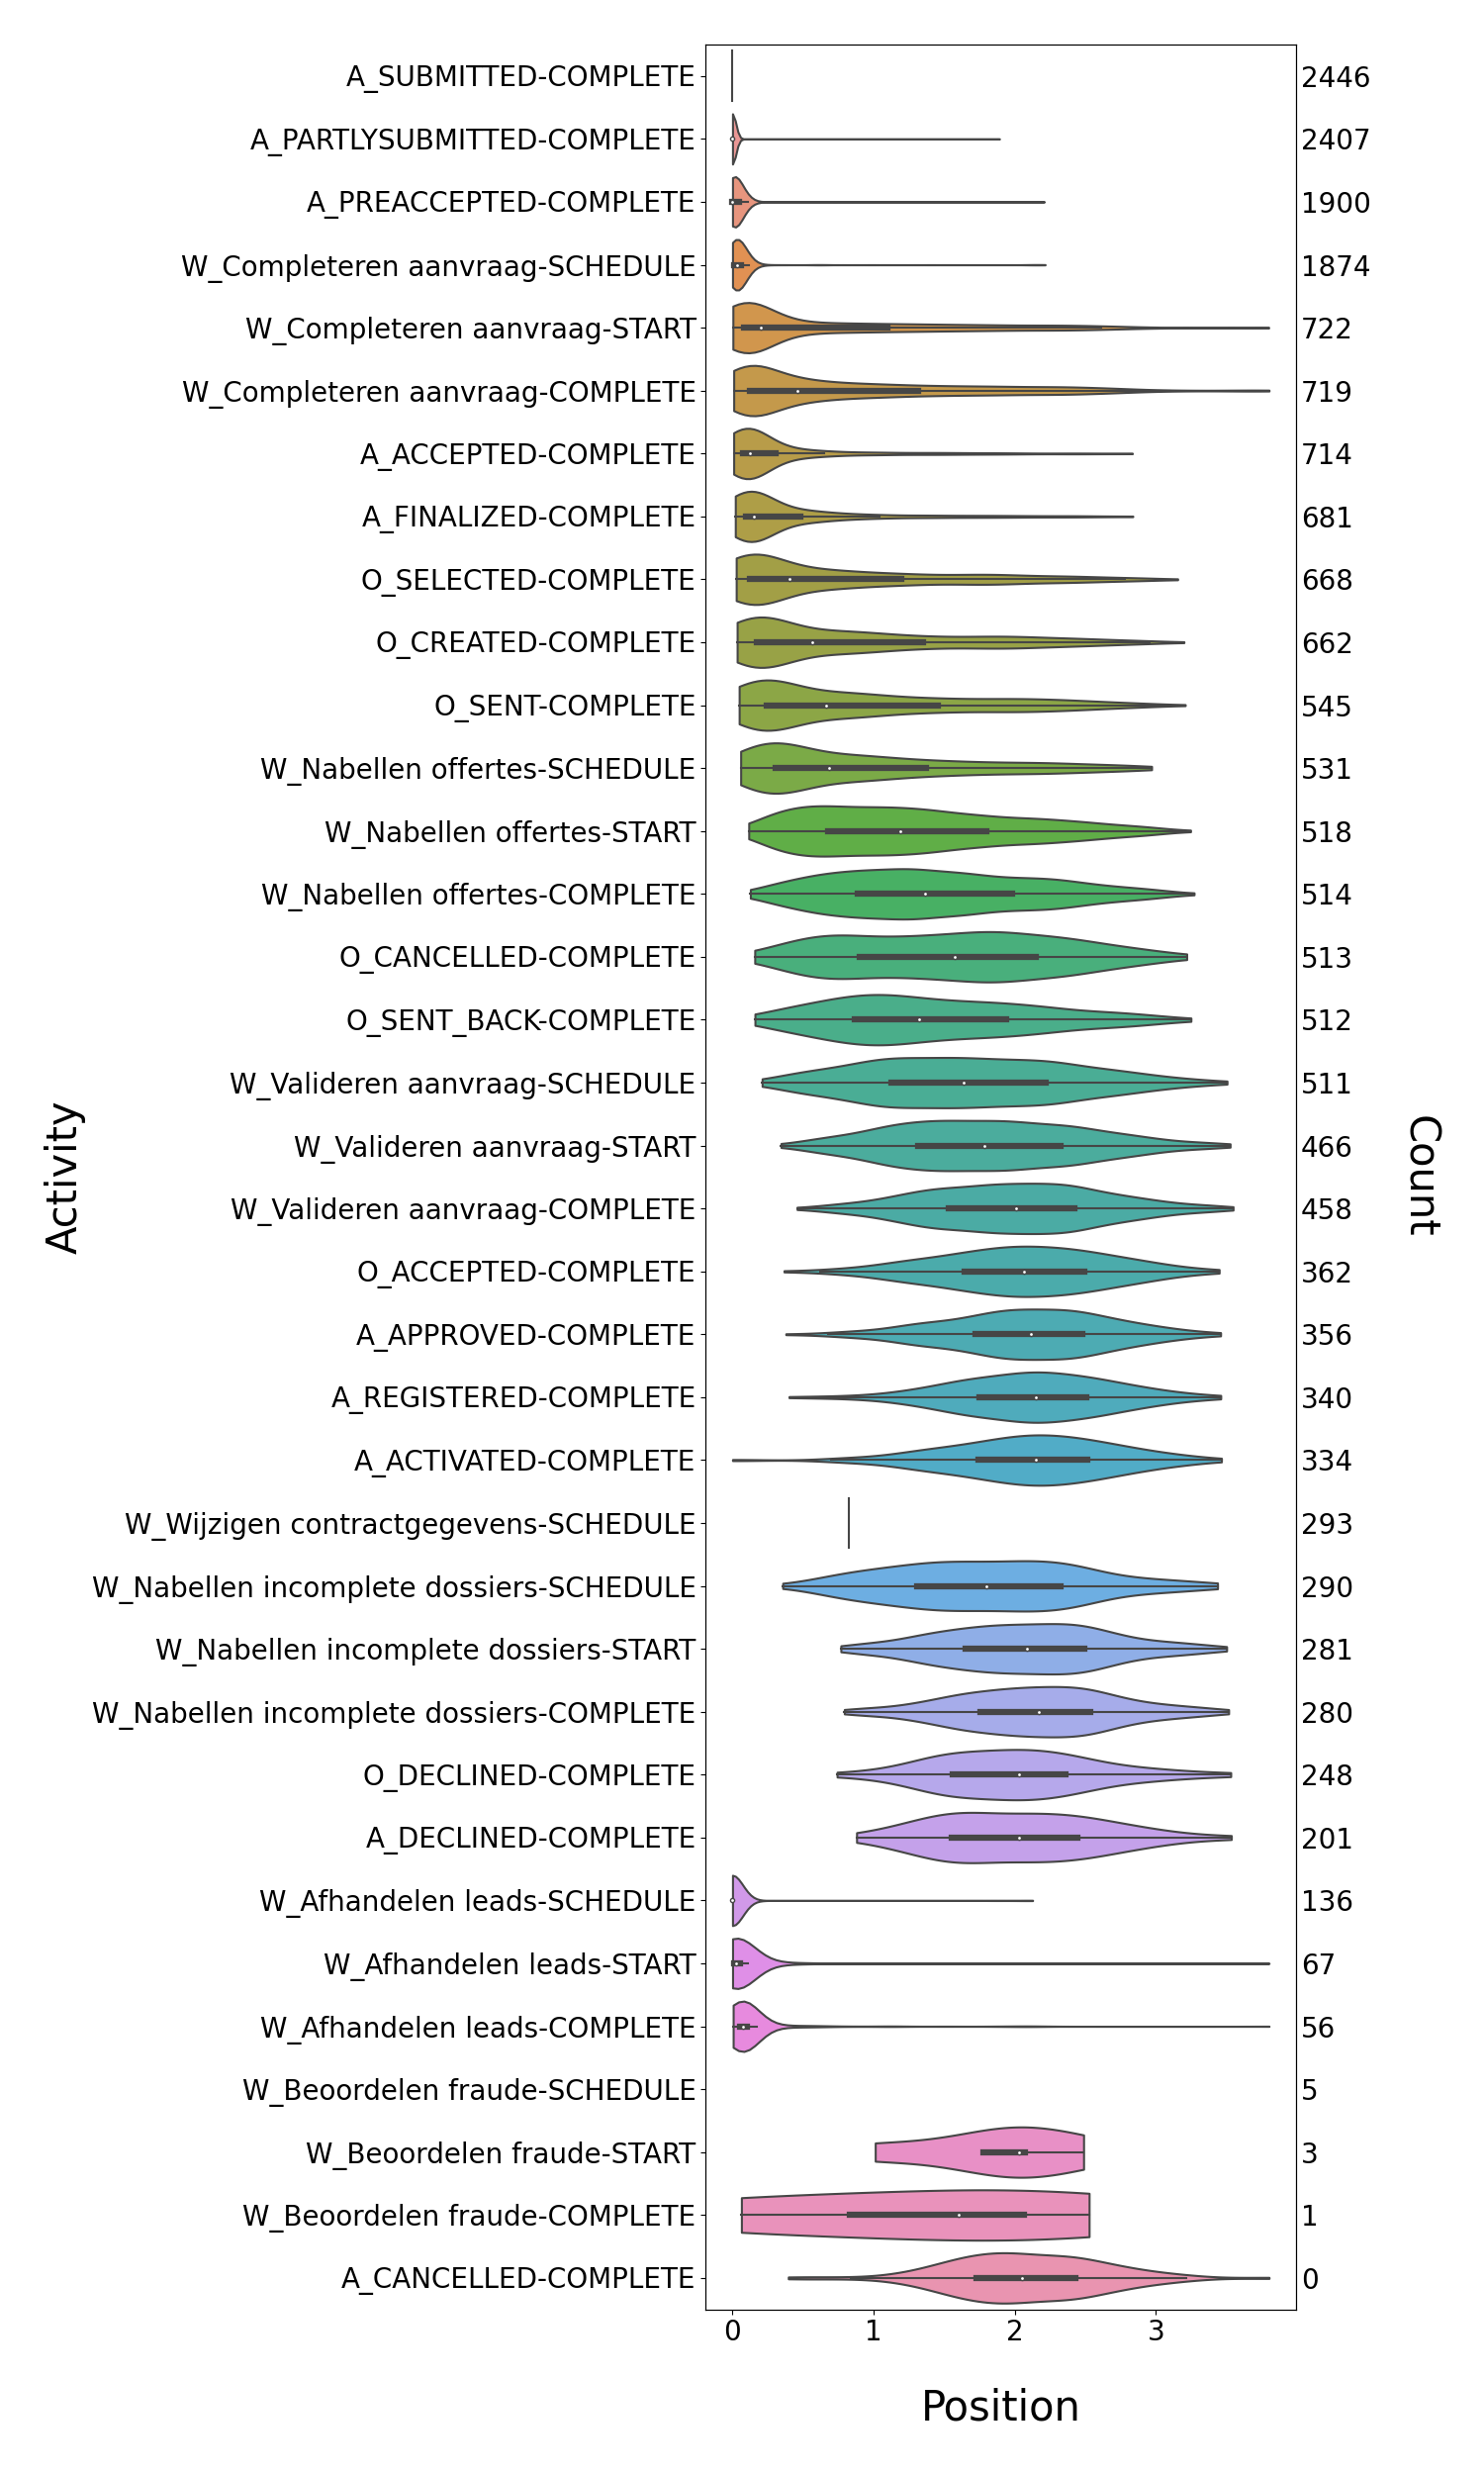 A_SUBMITTED-COMPLETE 2446
A_PARTLYSUBMITTED-COMPLETE 2407
A_PREACCEPTED-COMPLETE 1900
W_Completeren aanvraag-SCHEDULE 1874
W_Completeren aanvraag-START 722
W_Completeren aanvraag-COMPLETE 719
A_ACCEPTED-COMPLETE 714
A_FINALIZED-COMPLETE 681
O_SELECTED-COMPLETE 668
O_CREATED-COMPLETE 662
O_SENT-COMPLETE 545
W_Nabellen offertes-SCHEDULE 531
W_Nabellen offertes-START 518
W_Nabellen offertes-COMPLETE 514
O_CANCELLED-COMPLETE 513
O_SENT_BACK-COMPLETE 512
W_Valideren aanvraag-SCHEDULE 511
W_Valideren aanvraag-START 466
W_Valideren aanvraag-COMPLETE 458
O_ACCEPTED-COMPLETE 362
A_APPROVED-COMPLETE 356
A_REGISTERED-COMPLETE 340
A_ACTIVATED-COMPLETE 334
W_Wijzigen contractgegevens-SCHEDULE 293
W_Nabellen incomplete dossiers-SCHEDULE 290
W_Nabellen incomplete dossiers-START 281
W_Nabellen incomplete dossiers-COMPLETE 280
O_DECLINED-COMPLETE 248
A_DECLINED-COMPLETE 201
W_Afhandelen leads-SCHEDULE 136
W_Afhandelen leads-START 67
W_Afhandelen leads-COMPLETE 56
W_Beoordelen fraude-SCHEDULE 5
W_Beoordelen fraude-START 3
W_Beoordelen fraude-COMPLETE 1
A_CANCELLED-COMPLETE 0
0 1 2 3
Position
Activity
Count